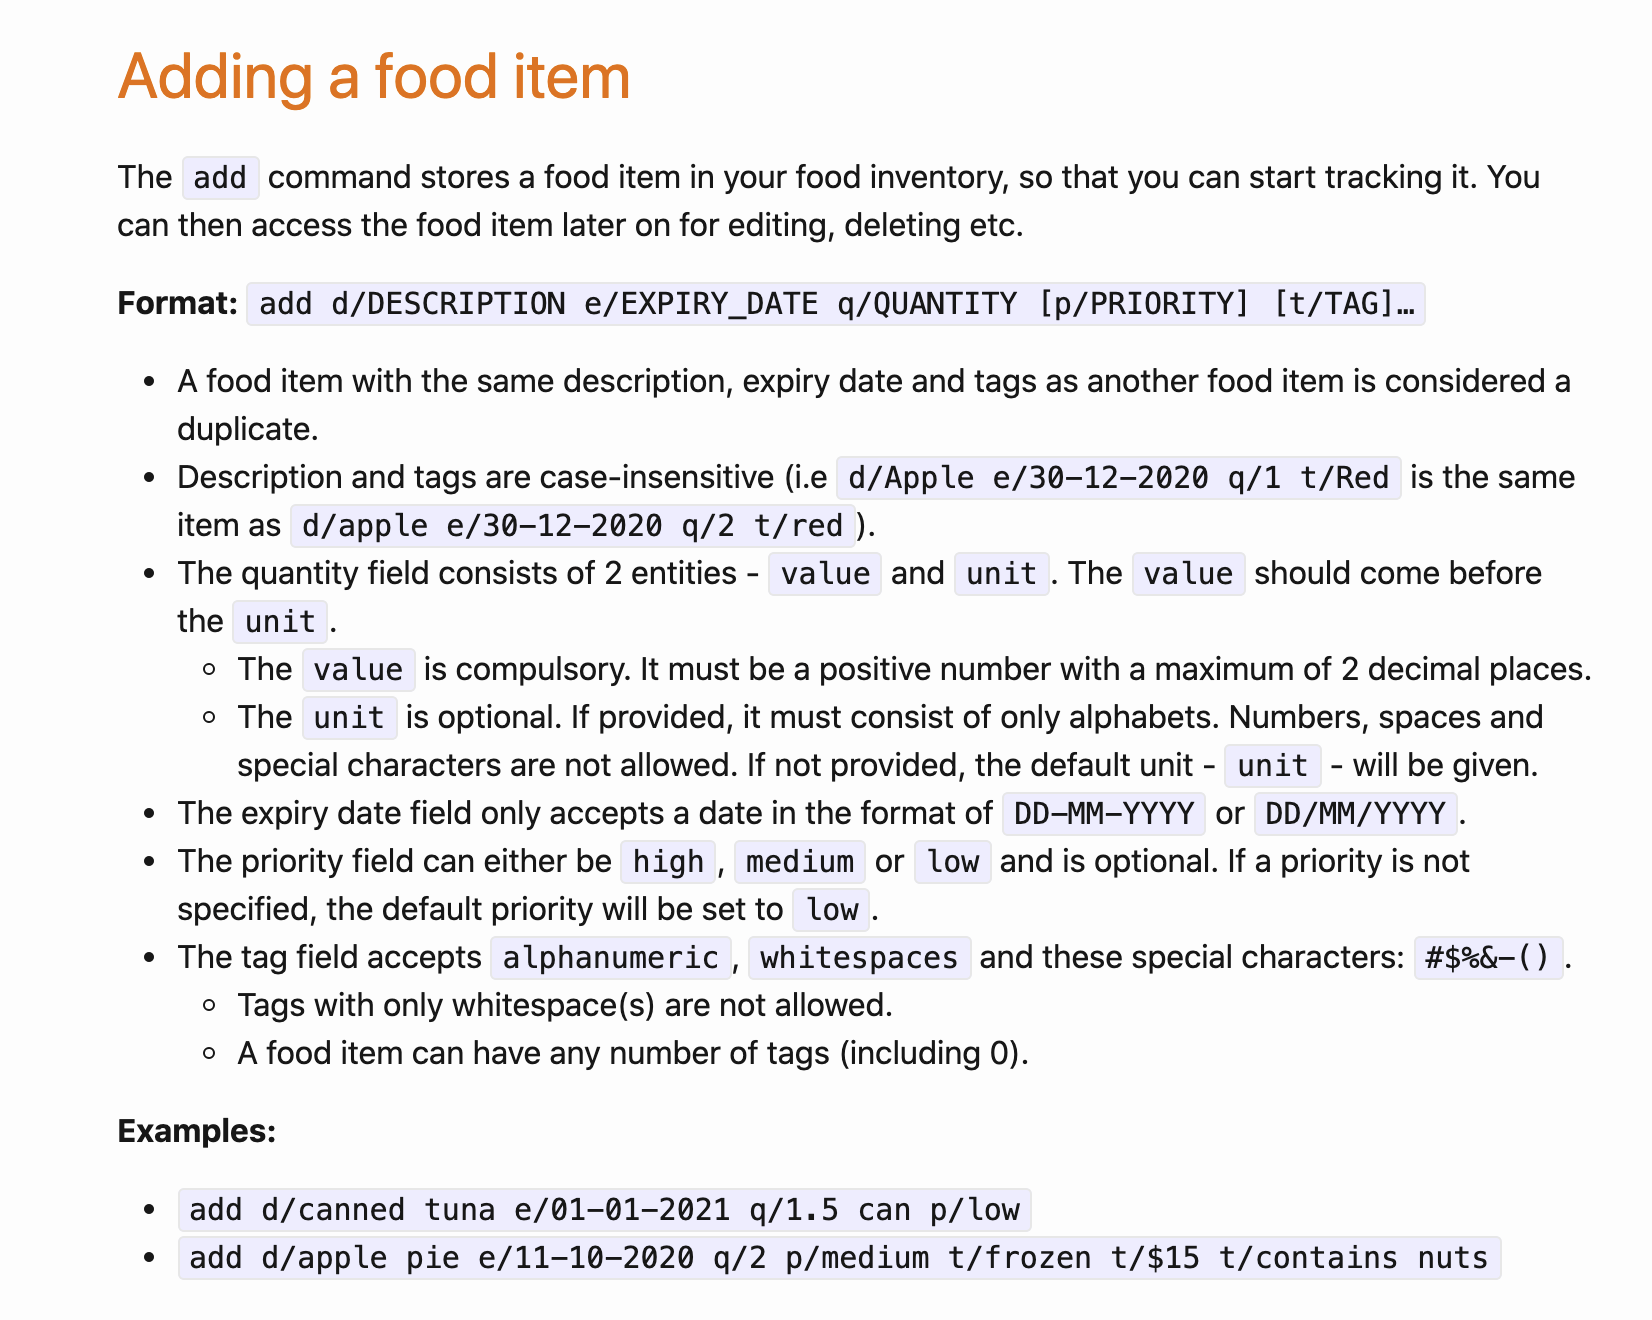 Adding a food item
The add command stores a food item in your food inventory, so that you can start tracking it. You
can then access the food item later on for editing, deleting etc.
Format: add d/DESCRIPTION e/EXPIRY_DATE q/QUANTITY [p/PRIORITY] [t/TAG]…
• A food item with the same description, expiry date and tags as another food item is considered a
duplicate.
• Description and tags are case-insensitive (i.e d/Apple e/30-12-2020 q/1 t/Red is the same
item as d/apple e/30-12-2020 q/2 t/red).
• The quantity field consists of 2 entities - value and unit. The value should come before
the unit.
◦ The value is compulsory. It must be a positive number with a maximum of 2 decimal places.
◦ The unit is optional. If provided, it must consist of only alphabets. Numbers, spaces and
special characters are not allowed. If not provided, the default unit - unit - will be given.
• The expiry date field only accepts a date in the format of DD-MM-YYYY or DD/MM/YYYY.
• The priority field can either be high, medium or low and is optional. If a priority is not
specified, the default priority will be set to low.
• The tag field accepts alphanumeric, whitespaces and these special characters: #$%&-().
◦ Tags with only whitespace(s) are not allowed.
◦ A food item can have any number of tags (including 0).
Examples:
• add d/canned tuna e/01-01-2021 q/1.5 can p/low
• add d/apple pie e/11-10-2020 q/2 p/medium t/frozen t/$15 t/contains nuts